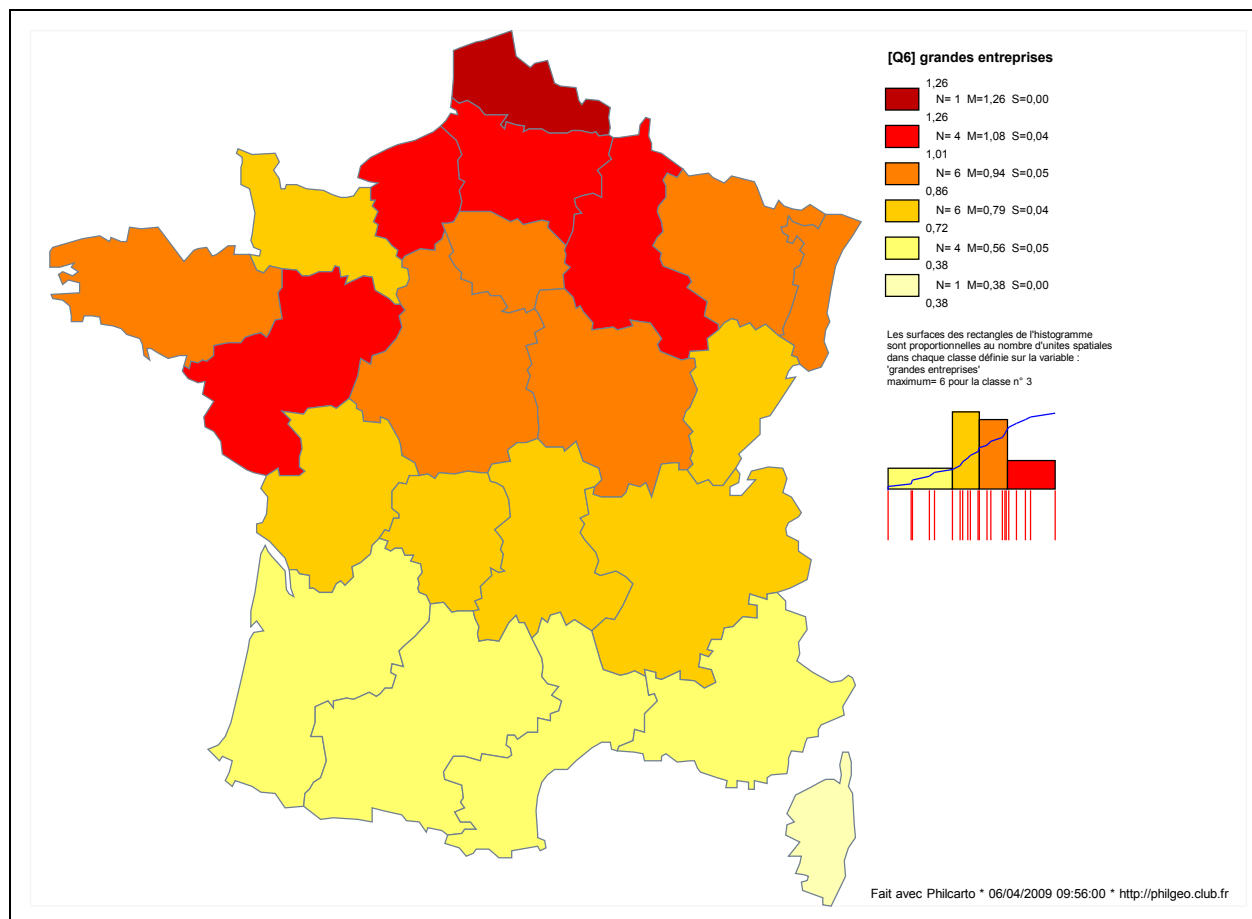 [Q6] grandes entreprises
1,26
N= 1 M=1,26 S=0,00
1,26
N= 4 M=1,08 S=0,04
1,01
N= 6 M=0,94 S=0,05
0,86
N= 6 M=0,79 S=0,04
0,72
N= 4 M=0,56 S=0,05
0,38
N= 1 M=0,38 S=0,00
0,38
Les surfaces des rectangles de l'histogramme
sont proportionnelles au nombre d'unites spatiales
dans chaque classe définie sur la variable :
'grandes entreprises'
maximum= 6 pour la classe n° 3
Fait avec Philcarto * 06/04/2009 09:56:00 * http://philgeo.club.fr